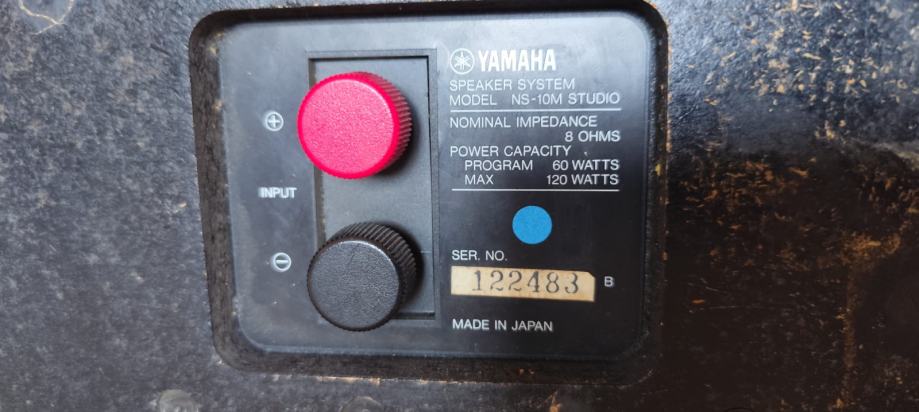 YAMAHA
SPEAKER SYSTEM
MODEL NS-10M STUDIO
NOMINAL IMPEDANCE
8 OHMS
POWER CAPACITY
PROGRAM 60 WATTS
MAX 120 WATTS
INPUT
SER. NO.
122483 B
MADE IN JAPAN